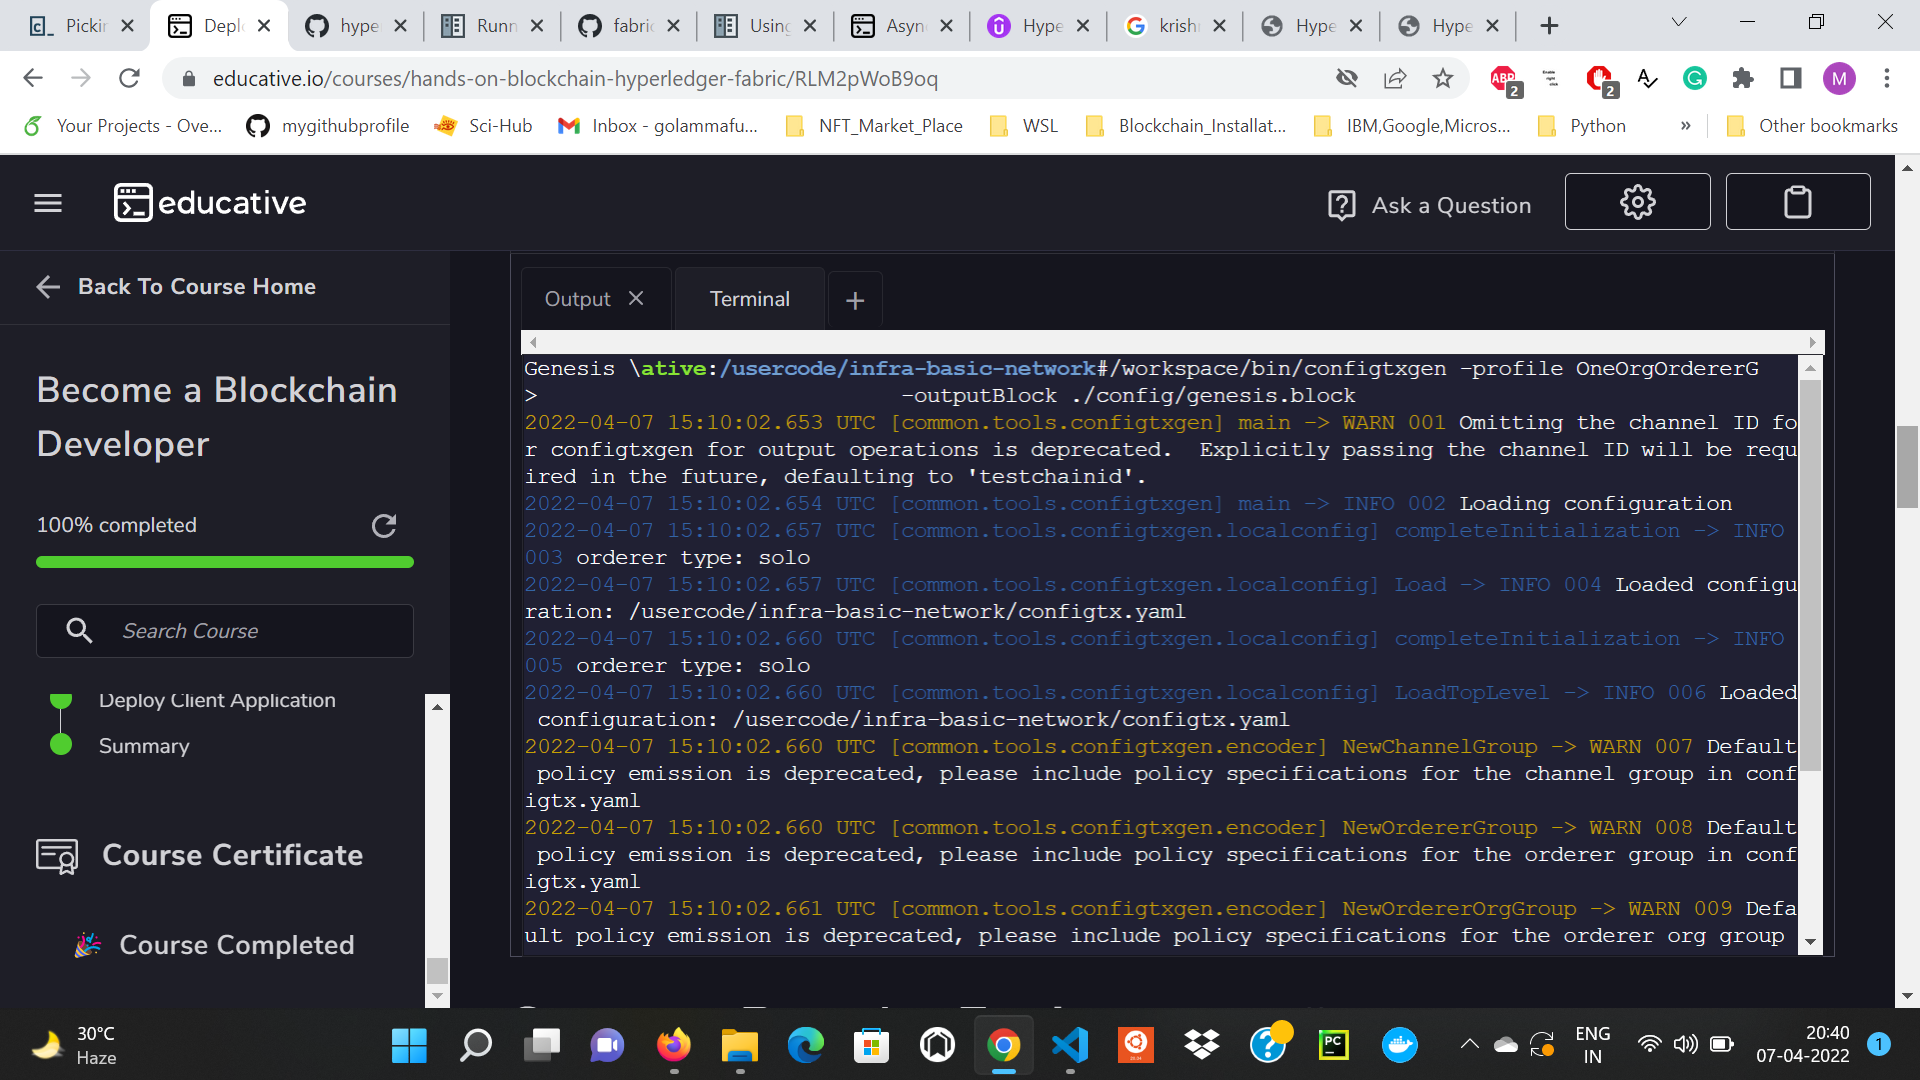 Pickin
Depl
hype
Runn
fabric
Using
Asyn
Hype
krish
Hype
Hype
educative.io/courses/hands-on-blockchain-hyperledger-fabric/RLM2pWoB9oq
ABP
2
2
M
Your Projects - Ove...
mygithubprofile
Sci-Hub
Inbox - golammafu...
NFT_Market_Place
WSL
Blockchain_Installat...
IBM,Google,Micros...
Python
»
Other bookmarks
educative
Ask a Question
Back To Course Home
Become a Blockchain
Developer
100% completed
Search Course
Deploy Client Application
Summary
Course Certificate
Course Completed
Output
Terminal
Genesis \ative:/usercode/infra-basic-network#/workspace/bin/configtxgen -profile OneOrgOrdererG
> -outputBlock ./config/genesis.block
2022-04-07 15:10:02.653 UTC [common.tools.configtxgen] main -> WARN 001 Omitting the channel ID fo
r configtxgen for output operations is deprecated.  Explicitly passing the channel ID will be requ
ired in the future, defaulting to 'testchainid'.
2022-04-07 15:10:02.654 UTC [common.tools.configtxgen] main -> INFO 002 Loading configuration
2022-04-07 15:10:02.657 UTC [common.tools.configtxgen.localconfig] completeInitialization -> INFO
003 orderer type: solo
2022-04-07 15:10:02.657 UTC [common.tools.configtxgen.localconfig] Load -> INFO 004 Loaded configu
ration: /usercode/infra-basic-network/configtx.yaml
2022-04-07 15:10:02.660 UTC [common.tools.configtxgen.localconfig] completeInitialization -> INFO
005 orderer type: solo
2022-04-07 15:10:02.660 UTC [common.tools.configtxgen.localconfig] LoadTopLevel -> INFO 006 Loaded
configuration: /usercode/infra-basic-network/configtx.yaml
2022-04-07 15:10:02.660 UTC [common.tools.configtxgen.encoder] NewChannelGroup -> WARN 007 Default
policy emission is deprecated, please include policy specifications for the channel group in conf
igtx.yaml
2022-04-07 15:10:02.660 UTC [common.tools.configtxgen.encoder] NewOrdererGroup -> WARN 008 Default
policy emission is deprecated, please include policy specifications for the orderer group in conf
igtx.yaml
2022-04-07 15:10:02.661 UTC [common.tools.configtxgen.encoder] NewOrdererOrgGroup -> WARN 009 Defa
ult policy emission is deprecated, please include policy specifications for the orderer org group
30°C
Haze
PC
ENG
IN
20:40
07-04-2022
1